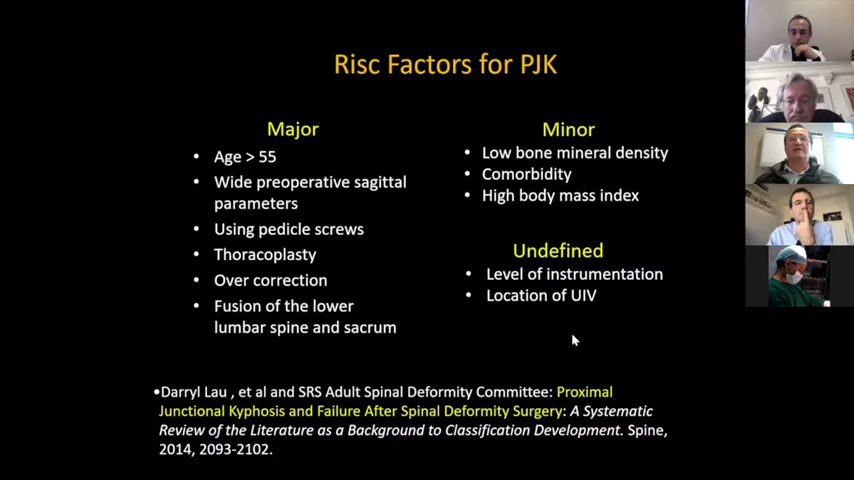 Risc Factors for PJK
Major
• Age > 55
• Wide preoperative sagittal
parameters
• Using pedicle screws
• Thoracoplasty
• Over correction
• Fusion of the lower
lumbar spine and sacrum
Minor
• Low bone mineral density
• Comorbidity
• High body mass index
Undefined
• Level of instrumentation
• Location of UIV
•Darryl Lau , et al and SRS Adult Spinal Deformity Committee: Proximal
Junctional Kyphosis and Failure After Spinal Deformity Surgery: A Systematic
Review of the Literature as a Background to Classification Development. Spine,
2014, 2093-2102.